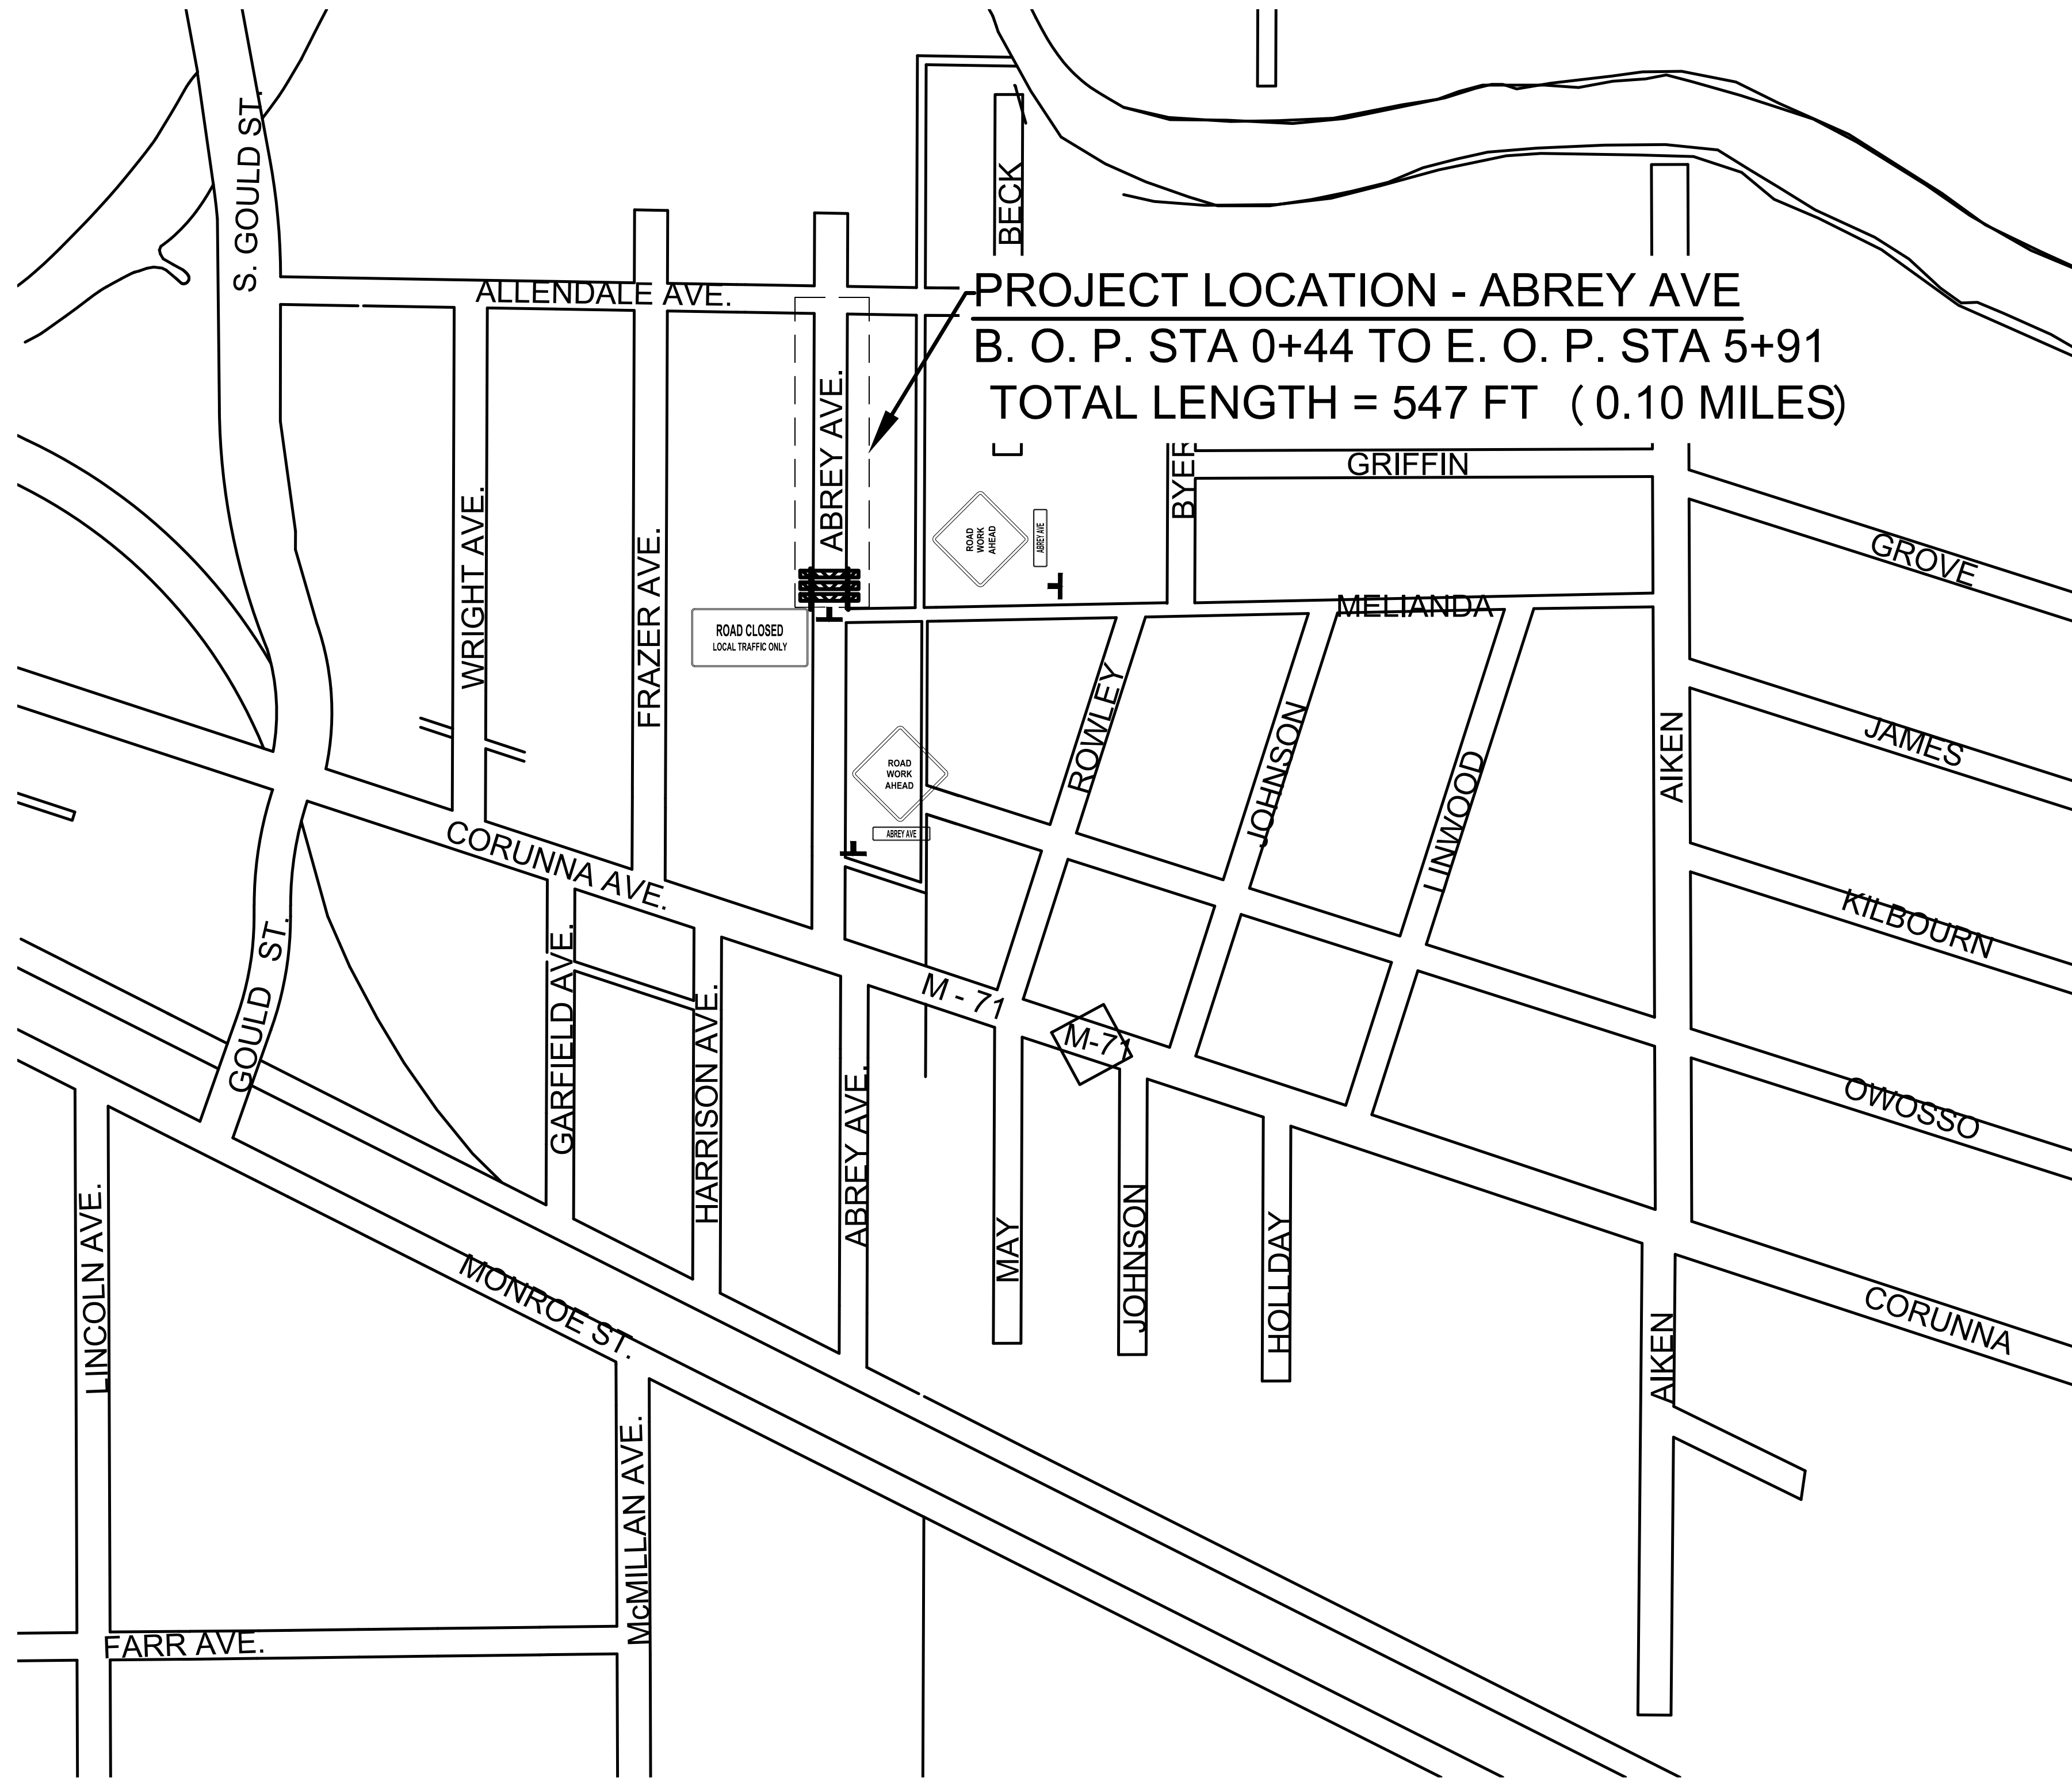 S. GOULD ST.
BECK
ALLENDALE AVE.
PROJECT LOCATION - ABREY AVE
B. O. P. STA 0+44 TO E. O. P. STA 5+91
TOTAL LENGTH = 547 FT ( 0.10 MILES)
WRIGHT AVE.
FRAZER AVE.
ABREY AVE.
BYER
GRIFFIN
ROAD
WORK
AHEAD
ABREY AVE
GROVE
MELIANDA
ROAD CLOSED
LOCAL TRAFFIC ONLY
ROWLEY
JOHNSON
LINWOOD
AIKEN
JAMES
ROAD
WORK
AHEAD
ABREY AVE
CORUNNA AVE.
KILBOURN
GOULD ST.
GARFIELD AVE.
HARRISON AVE.
ABREY AVE.
M - 71
M-71
OWOSSO
LINCOLN AVE.
MAY
JOHNSON
HOLLDAY
MONROE ST.
AIKEN
CORUNNA
McMILLAN AVE.
FARR AVE.